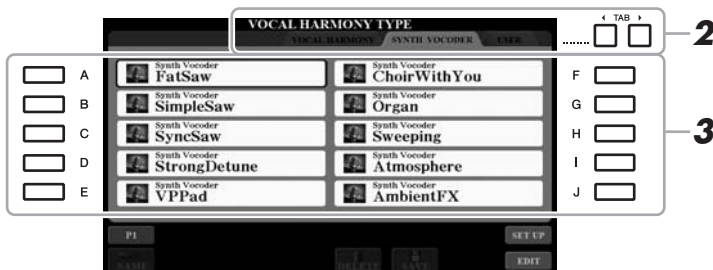 VOCAL HARMONY TYPE
VOCAL HARMONY SYNTH VOCODER USER
TAB
2
A
Synth Vocoder
FatSaw
Synth Vocoder
ChoirWithYou
F
B
Synth Vocoder
SimpleSaw
Synth Vocoder
Organ
G
C
Synth Vocoder
SyncSaw
Synth Vocoder
Sweeping
H
3
D
Synth Vocoder
StrongDetune
Synth Vocoder
Atmosphere
I
E
Synth Vocoder
VPPad
Synth Vocoder
AmbientFX
J
P1
SET UP
NAME
DELETE
SAVE
EDIT